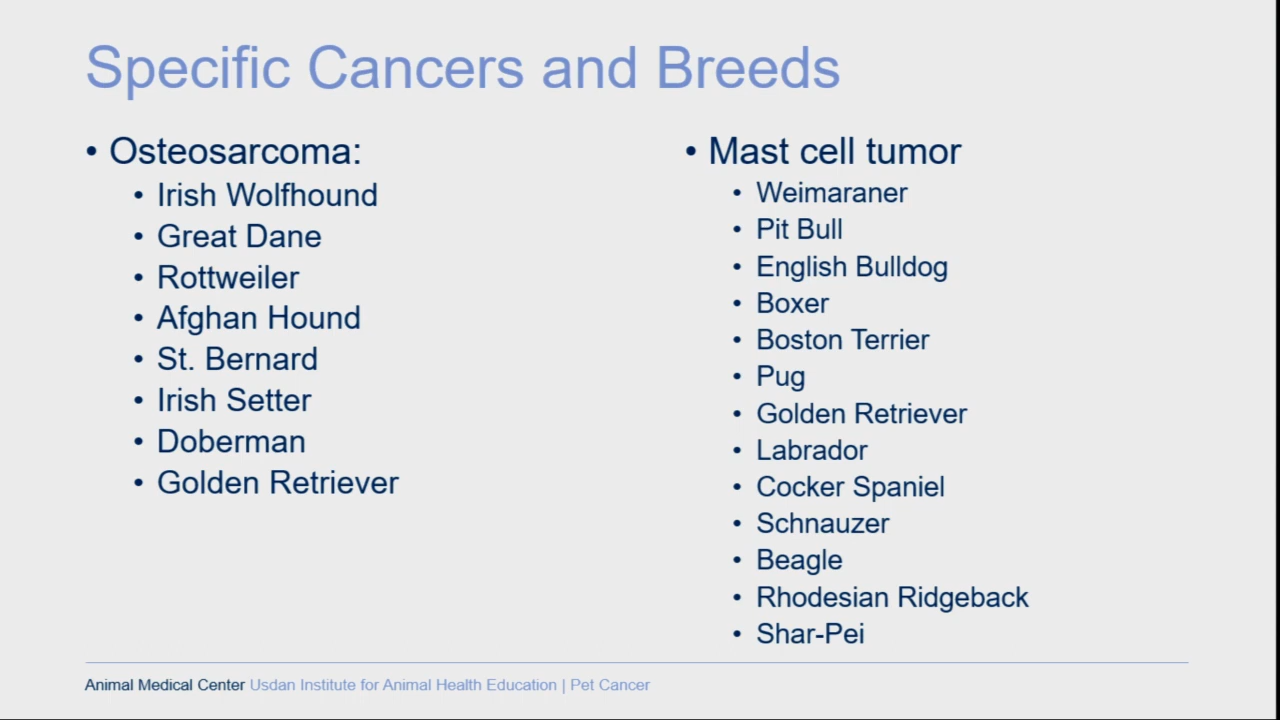 Specific Cancers and Breeds
• Osteosarcoma:
• Irish Wolfhound
• Great Dane
• Rottweiler
• Afghan Hound
• St. Bernard
• Irish Setter
• Doberman
• Golden Retriever
• Mast cell tumor
• Weimaraner
• Pit Bull
• English Bulldog
• Boxer
• Boston Terrier
• Pug
• Golden Retriever
• Labrador
• Cocker Spaniel
• Schnauzer
• Beagle
• Rhodesian Ridgeback
• Shar-Pei
Animal Medical Center Usdan Institute for Animal Health Education | Pet Cancer